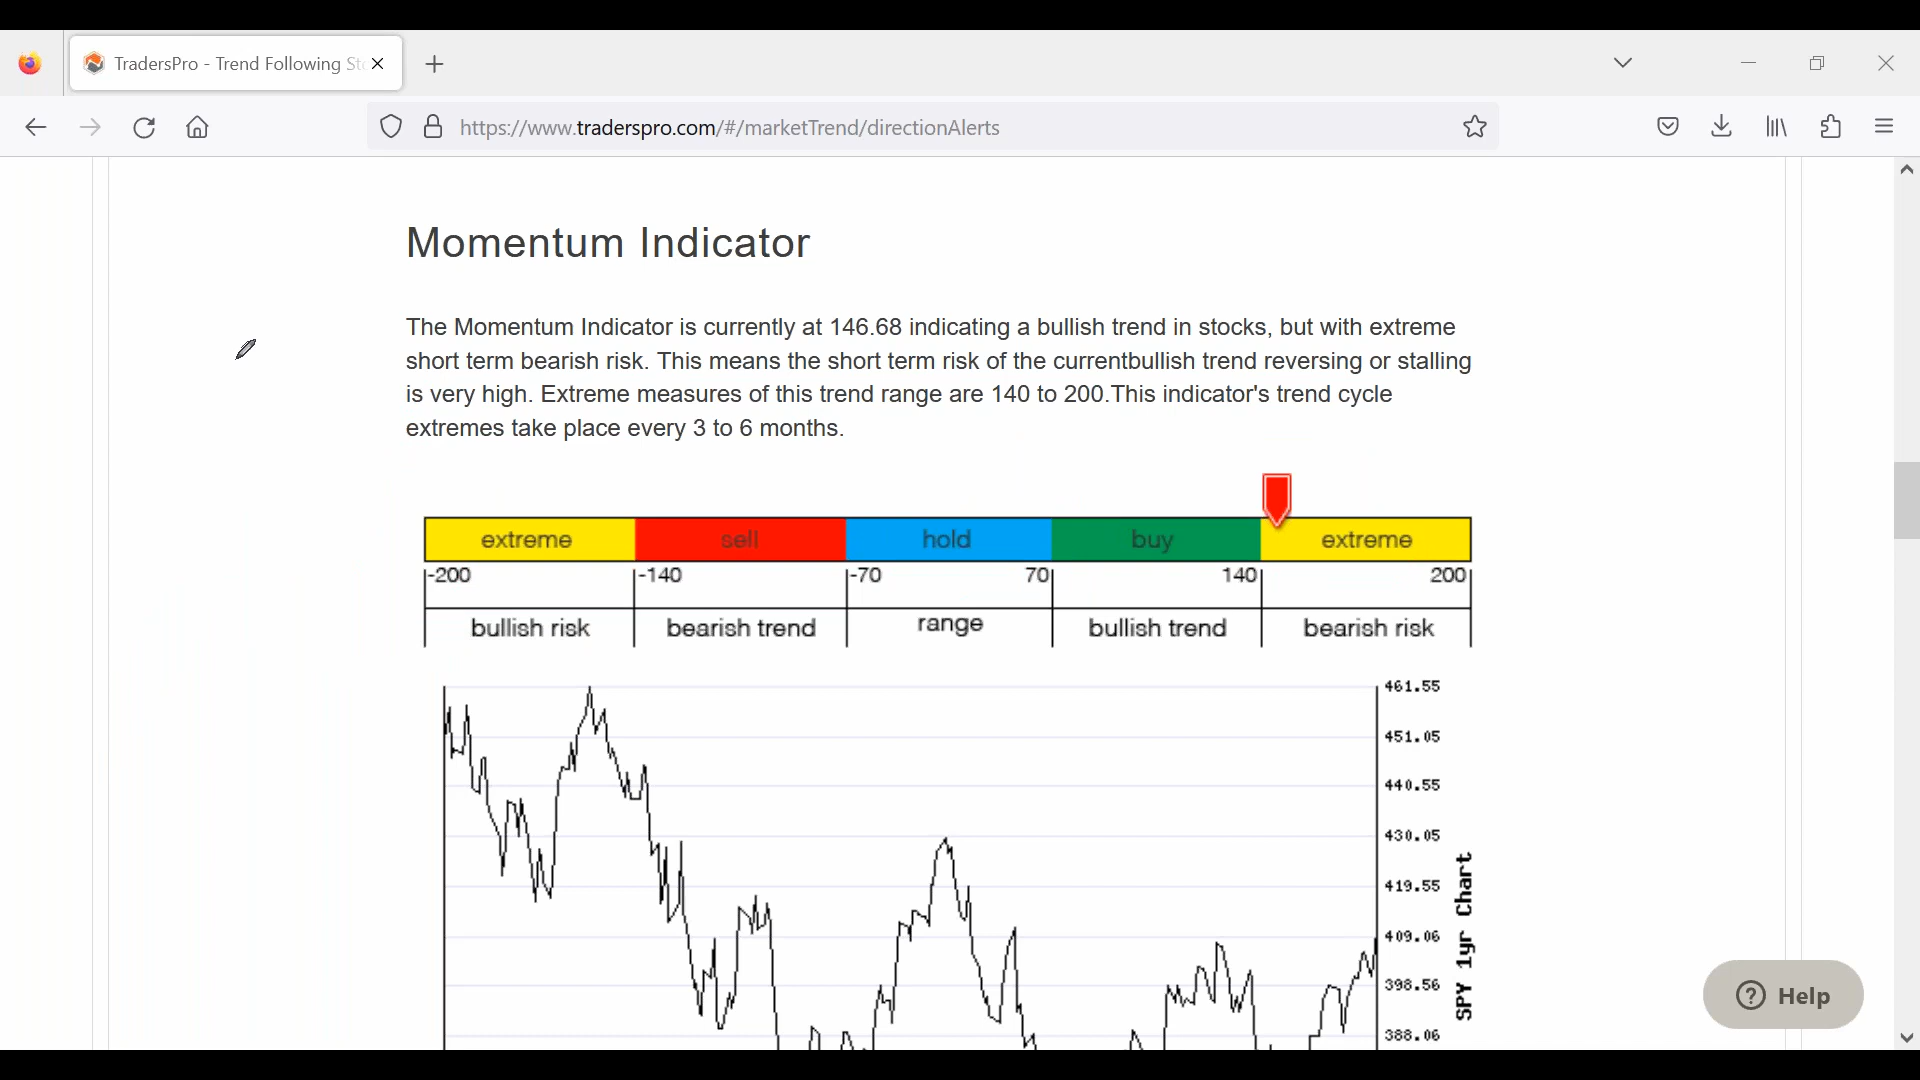 TradersPro - Trend Following St
https://www.traderspro.com/#/marketTrend/directionAlerts
Momentum Indicator
The Momentum Indicator is currently at 146.68 indicating a bullish trend in stocks, but with extreme
short term bearish risk. This means the short term risk of the currentbullish trend reversing or stalling
is very high. Extreme measures of this trend range are 140 to 200.This indicator's trend cycle
extremes take place every 3 to 6 months.
extreme sell hold buy extreme
-200 -140 -70 70 140 200
bullish risk bearish trend range bullish trend bearish risk
461.55
451.05
440.55
430.05
419.55
409.06
398.56
388.06
SPY 1yr Chart
Help